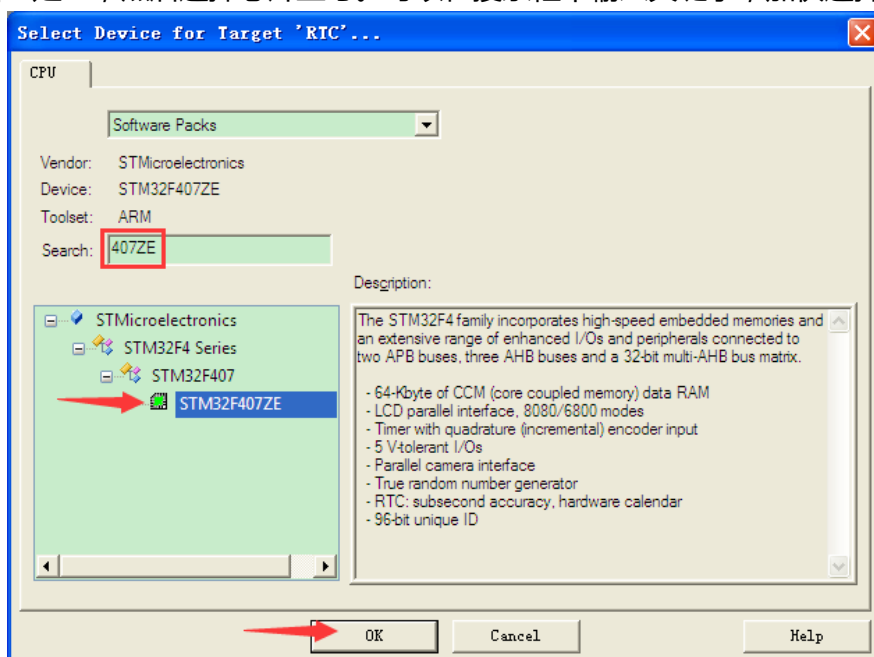 Select Device for Target 'RTC'...
CPU
Software Packs
Vendor: STMicroelectronics
Device: STM32F407ZE
Toolset: ARM
Search: 407ZE
Description:
STMicroelectronics
STM32F4 Series
STM32F407
STM32F407ZE
The STM32F4 family incorporates high-speed embedded memories and
an extensive range of enhanced I/Os and peripherals connected to
two APB buses, three AHB buses and a 32-bit multi-AHB bus matrix.
- 64-Kbyte of CCM (core coupled memory) data RAM
- LCD parallel interface, 8080/6800 modes
- Timer with quadrature (incremental) encoder input
- 5 V-tolerant I/Os
- Parallel camera interface
- True random number generator
- RTC: subsecond accuracy, hardware calendar
- 96-bit unique ID
OK Cancel Help